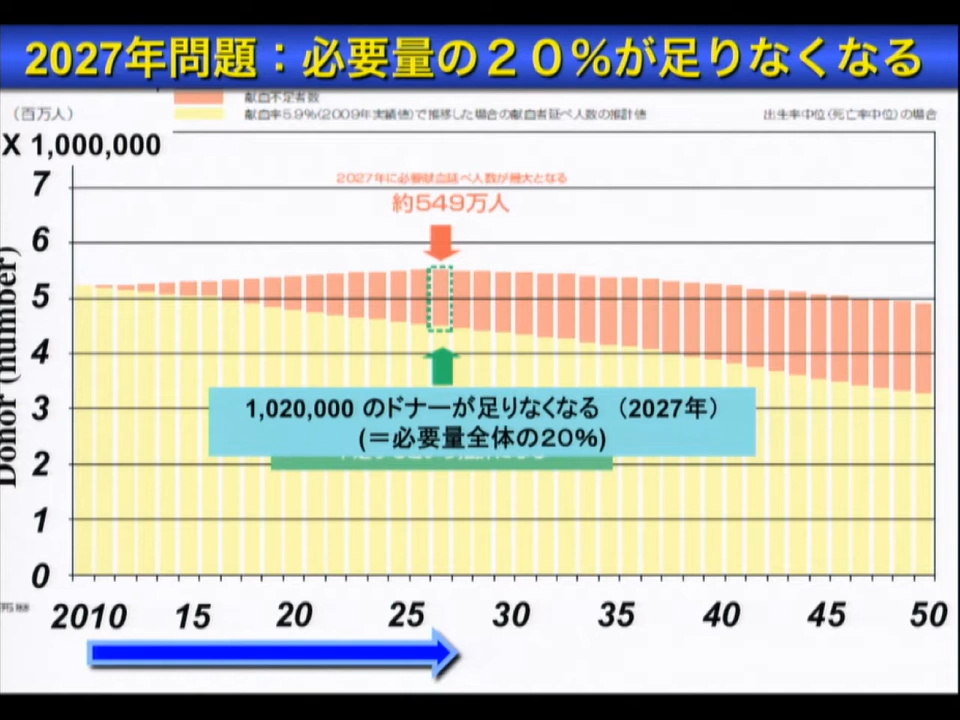 2027年問題：必要量の２０％が足りなくなる
献血不足者数
（百万人）
献血率5.9%(2009年実績値)で推移した場合の献血者延べ人数の推計値
出生率中位(死亡率中位)の場合
X 1,000,000
2027年に必要献血延べ人数が最大となる
約549万人
7
6
5
4
3
2
1
0
Donor (number)
1,020,000 のドナーが足りなくなる （2027年）
(＝必要量全体の20%)
2010 15 20 25 30 35 40 45 50